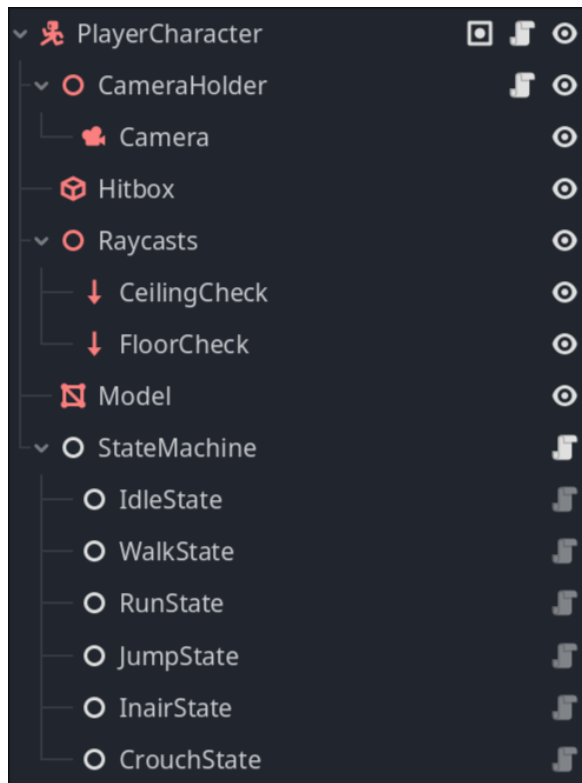 PlayerCharacter
CameraHolder
Camera
Hitbox
Raycasts
CeilingCheck
FloorCheck
Model
StateMachine
IdleState
WalkState
RunState
JumpState
InairState
CrouchState